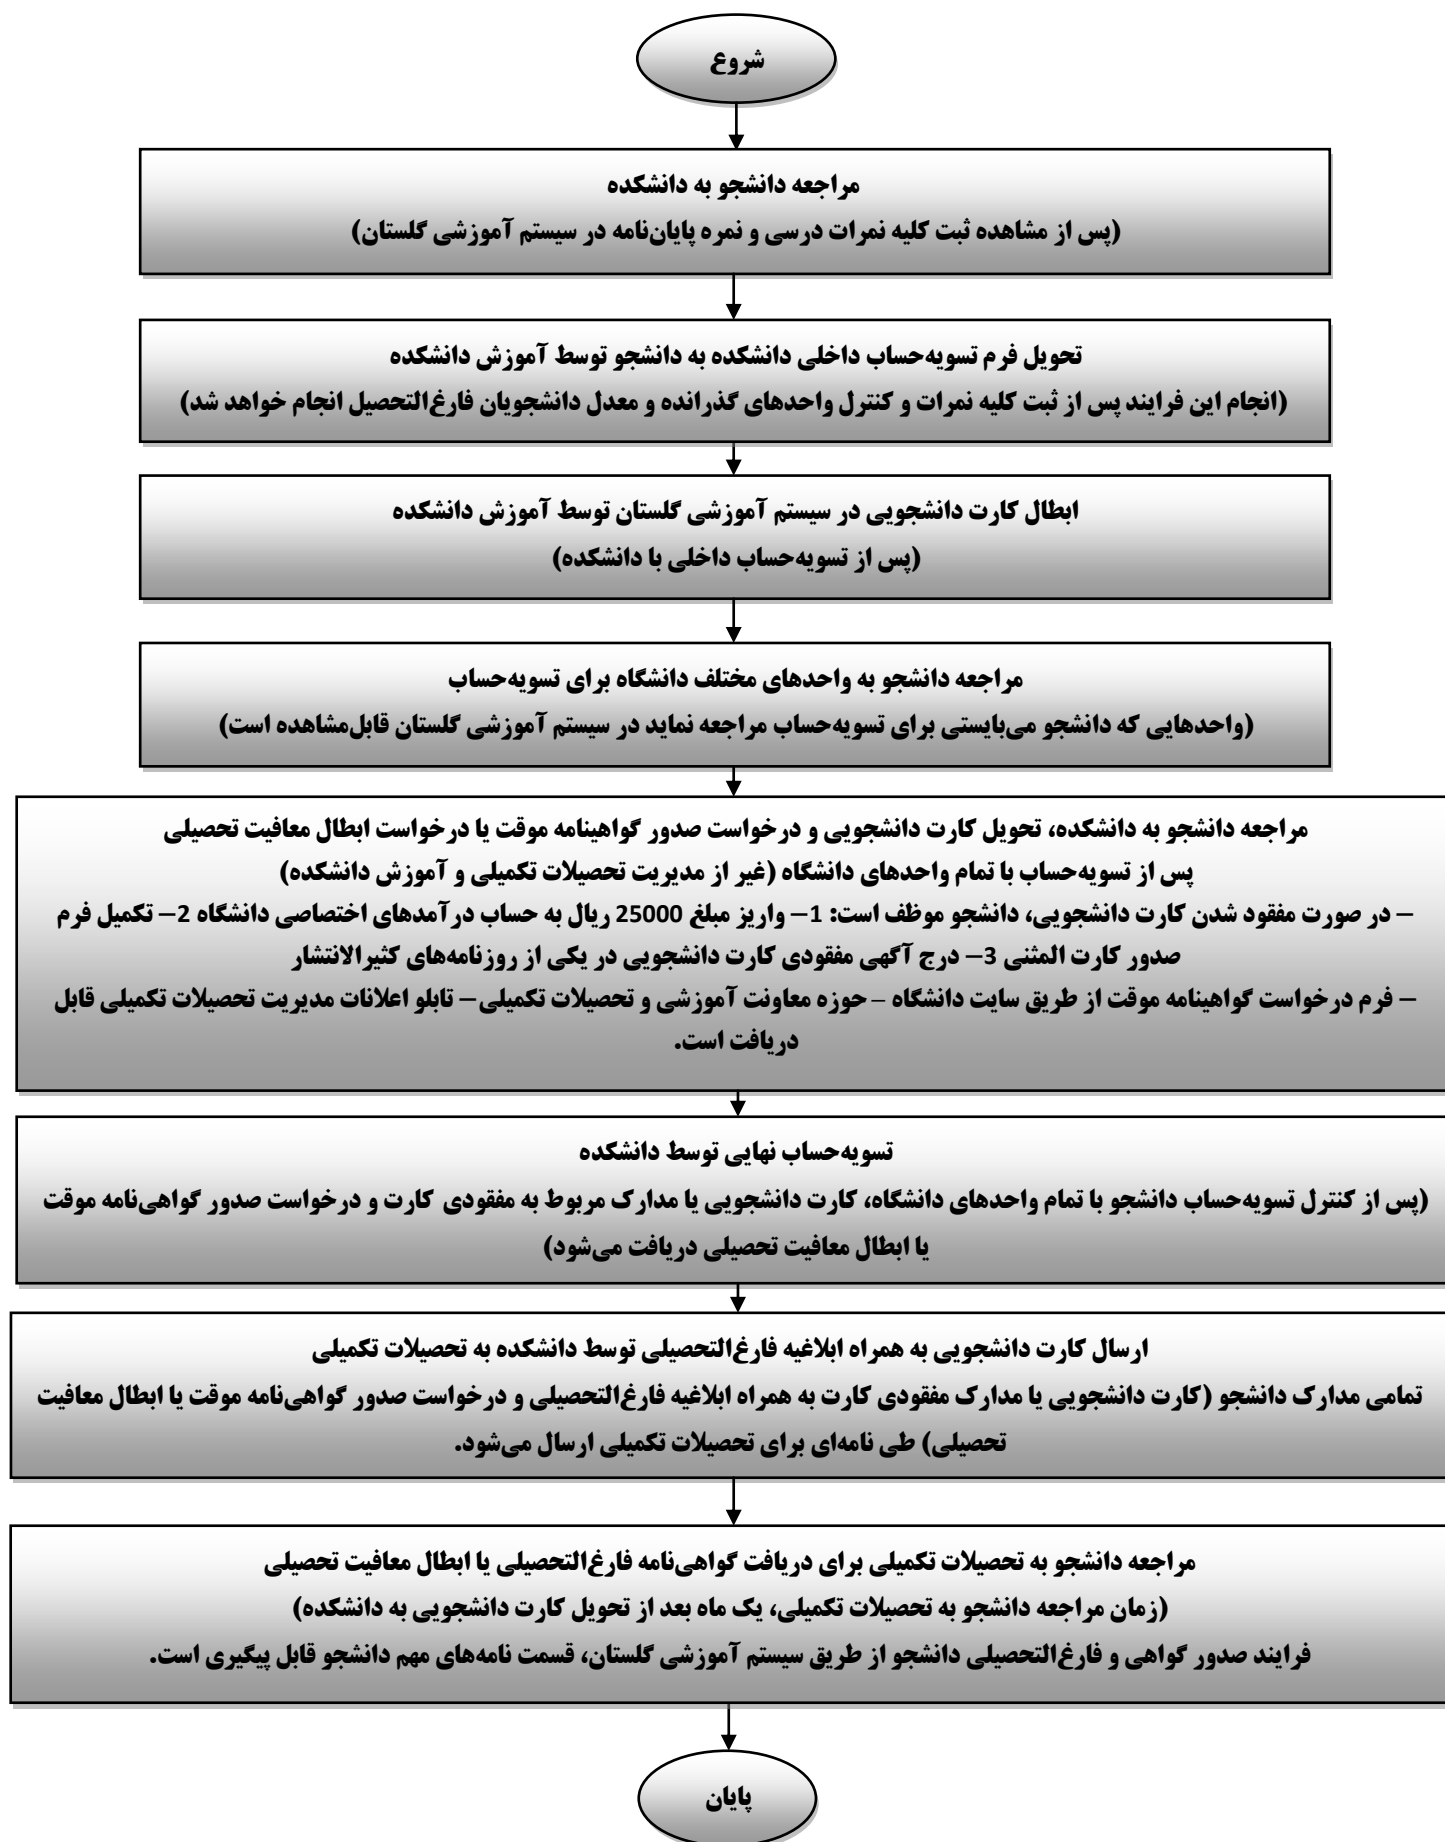 شروع
مراجعه دانشجو به دانشکده
(پس از مشاهده ثبت کلیه نمرات درسی و نمره پایان‌نامه در سیستم آموزشی گلستان)
تحویل فرم تسویه‌حساب داخلی دانشکده به دانشجو توسط آموزش دانشکده
(انجام این فرایند پس از ثبت کلیه نمرات و کنترل واحدهای گذرانده و معدل دانشجویان فارغ‌التحصیل انجام خواهد شد)
ابطال کارت دانشجویی در سیستم آموزشی گلستان توسط آموزش دانشکده
(پس از تسویه‌حساب داخلی با دانشکده)
مراجعه دانشجو به واحدهای مختلف دانشگاه برای تسویه‌حساب
(واحدهایی که دانشجو می‌بایستی برای تسویه‌حساب مراجعه نماید در سیستم آموزشی گلستان قابل‌مشاهده است)
مراجعه دانشجو به دانشکده، تحویل کارت دانشجویی و درخواست صدور گواهینامه موقت یا درخواست ابطال معافیت تحصیلی
پس از تسویه‌حساب با تمام واحدهای دانشگاه (غیر از مدیریت تحصیلات تکمیلی و آموزش دانشکده)
– در صورت مفقود شدن کارت دانشجویی، دانشجو موظف است: 1– واریز مبلغ 25000 ریال به حساب درآمدهای اختصاصی دانشگاه 2– تکمیل فرم
صدور کارت المثنی 3– درج آگهی مفقودی کارت دانشجویی در یکی از روزنامه‌های کثیرالانتشار
– فرم درخواست گواهینامه موقت از طریق سایت دانشگاه – حوزه معاونت آموزشی و تحصیلات تکمیلی– تابلو اعلانات مدیریت تحصیلات تکمیلی قابل
دریافت است.
تسویه‌حساب نهایی توسط دانشکده
(پس از کنترل تسویه‌حساب دانشجو با تمام واحدهای دانشگاه، کارت دانشجویی یا مدارک مربوط به مفقودی کارت و درخواست صدور گواهی‌نامه موقت
یا ابطال معافیت تحصیلی دریافت می‌شود)
ارسال کارت دانشجویی به همراه ابلاغیه فارغ‌التحصیلی توسط دانشکده به تحصیلات تکمیلی
تمامی مدارک دانشجو (کارت دانشجویی یا مدارک مفقودی کارت به همراه ابلاغیه فارغ‌التحصیلی و درخواست صدور گواهی‌نامه موقت یا ابطال معافیت
تحصیلی) طی نامه‌ای برای تحصیلات تکمیلی ارسال می‌شود.
مراجعه دانشجو به تحصیلات تکمیلی برای دریافت گواهی‌نامه فارغ‌التحصیلی یا ابطال معافیت تحصیلی
(زمان مراجعه دانشجو به تحصیلات تکمیلی، یک ماه بعد از تحویل کارت دانشجویی به دانشکده)
فرایند صدور گواهی و فارغ‌التحصیلی دانشجو از طریق سیستم آموزشی گلستان، قسمت نامه‌های مهم دانشجو قابل پیگیری است.
پایان